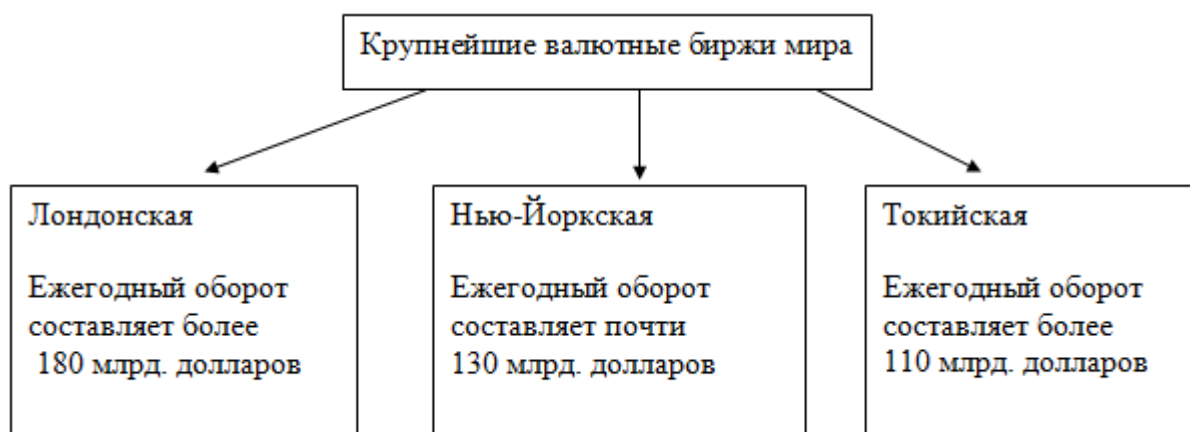 Крупнейшие валютные биржи мира
Лондонская
Ежегодный оборот
составляет более
180 млрд. долларов
Нью-Йоркская
Ежегодный оборот
составляет почти
130 млрд. долларов
Токийская
Ежегодный оборот
составляет более
110 млрд. долларов